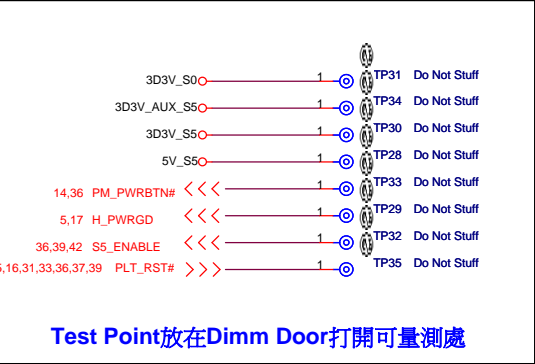 3D3V_S0 1 TP31 Do Not Stuff
3D3V_AUX_S5 1 TP34 Do Not Stuff
3D3V_S5 1 TP30 Do Not Stuff
5V_S5 1 TP28 Do Not Stuff
14,36 PM_PWRBTN# 1 TP33 Do Not Stuff
5,17 H_PWRGD 1 TP29 Do Not Stuff
36,39,42 S5_ENABLE 1 TP32 Do Not Stuff
,16,31,33,36,37,39 PLT_RST# 1 TP35 Do Not Stuff
Test Point放在Dimm Door打開可量測處